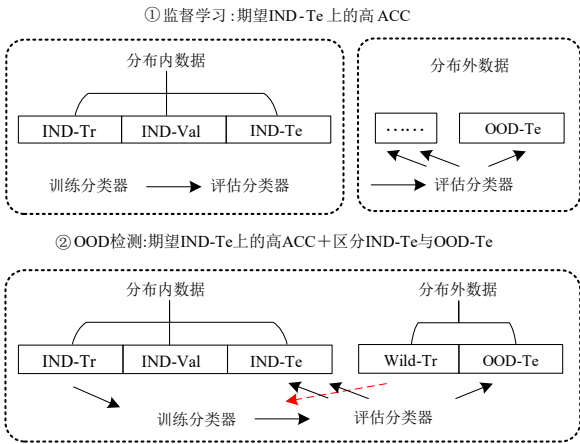 ①监督学习:期望IND-Te上的高ACC
分布内数据
分布外数据
IND-Tr IND-Val IND-Te
…… OOD-Te
训练分类器 评估分类器 评估分类器
②OOD检测:期望IND-Te上的高ACC+区分IND-Te与OOD-Te
分布内数据 分布外数据
IND-Tr IND-Val IND-Te Wild-Tr OOD-Te
训练分类器 评估分类器